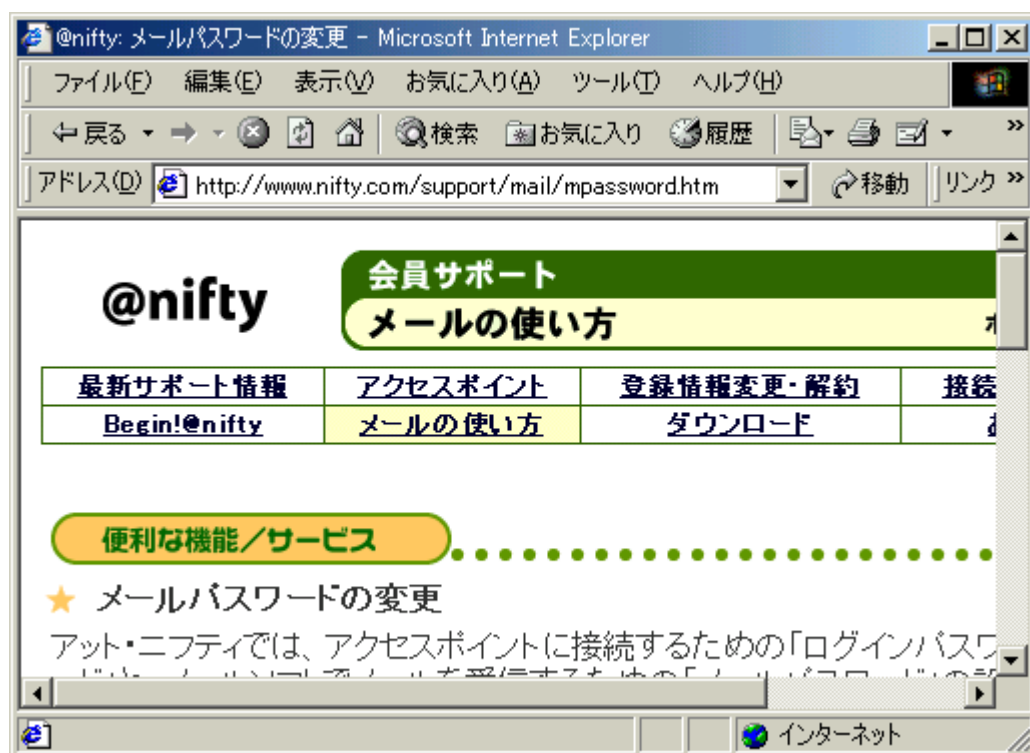 @nifty: メールパスワードの変更 - Microsoft Internet Explorer
ファイル(F) 編集(E) 表示(V) お気に入り(A) ツール(T) ヘルプ(H)
戻る 検索 お気に入り 履歴 »
アドレス(D) http://www.nifty.com/support/mail/mpassword.htm 移動 リンク »
@nifty
会員サポート
メールの使い方
最新サポート情報 アクセスポイント 登録情報変更・解約 接続
Begin!@nifty メールの使い方 ダウンロード
便利な機能/サービス
★ メールパスワードの変更
アット・ニフティでは、アクセスポイントに接続するための「ログインパスワ
インターネット